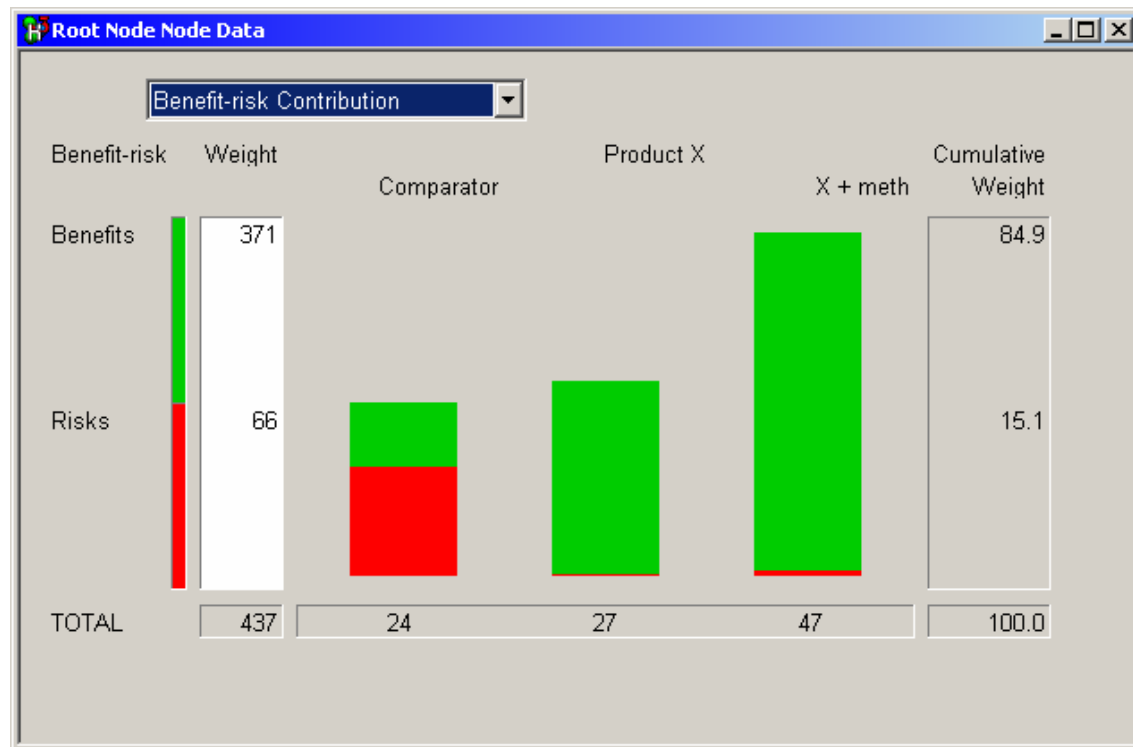 Root Node Node Data
Benefit-risk Contribution
Benefit-risk Weight Product X Cumulative
Comparator X + meth Weight
Benefits 371 84.9
Risks 66 15.1
TOTAL 437 24 27 47 100.0